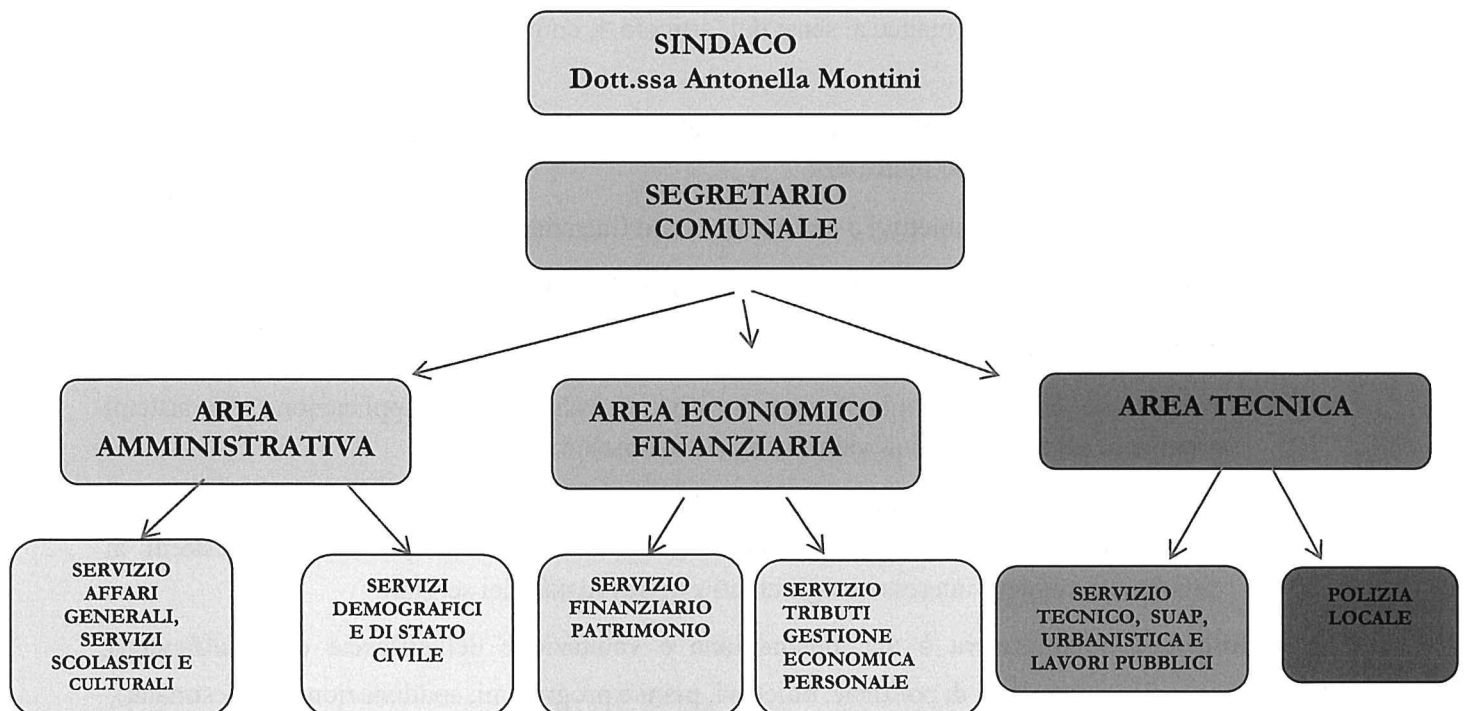 SINDACO
Dott.ssa Antonella Montini
SEGRETARIO
COMUNALE
AREA
AMMINISTRATIVA
AREA ECONOMICO
FINANZIARIA
AREA TECNICA
SERVIZIO
AFFARI
GENERALI,
SERVIZI
SCOLASTICI E
CULTURALI
SERVIZI
DEMOGRAFICI
E DI STATO
CIVILE
SERVIZIO
FINANZIARIO
PATRIMONIO
SERVIZIO
TRIBUTI
GESTIONE
ECONOMICA
PERSONALE
SERVIZIO
TECNICO, SUAP,
URBANISTICA E
LAVORI PUBBLICI
POLIZIA
LOCALE